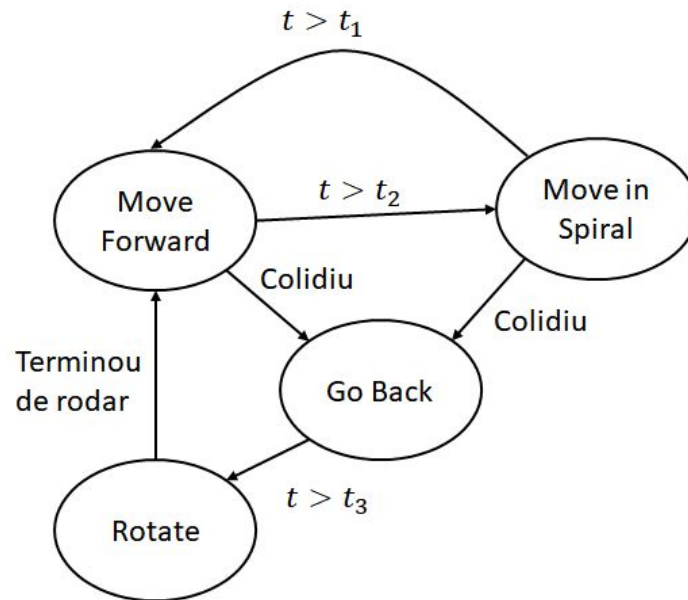 t > t₁
Move
Forward
t > t₂
Move in
Spiral
Colidiu
Colidiu
Terminou
de rodar
Go Back
t > t₃
Rotate